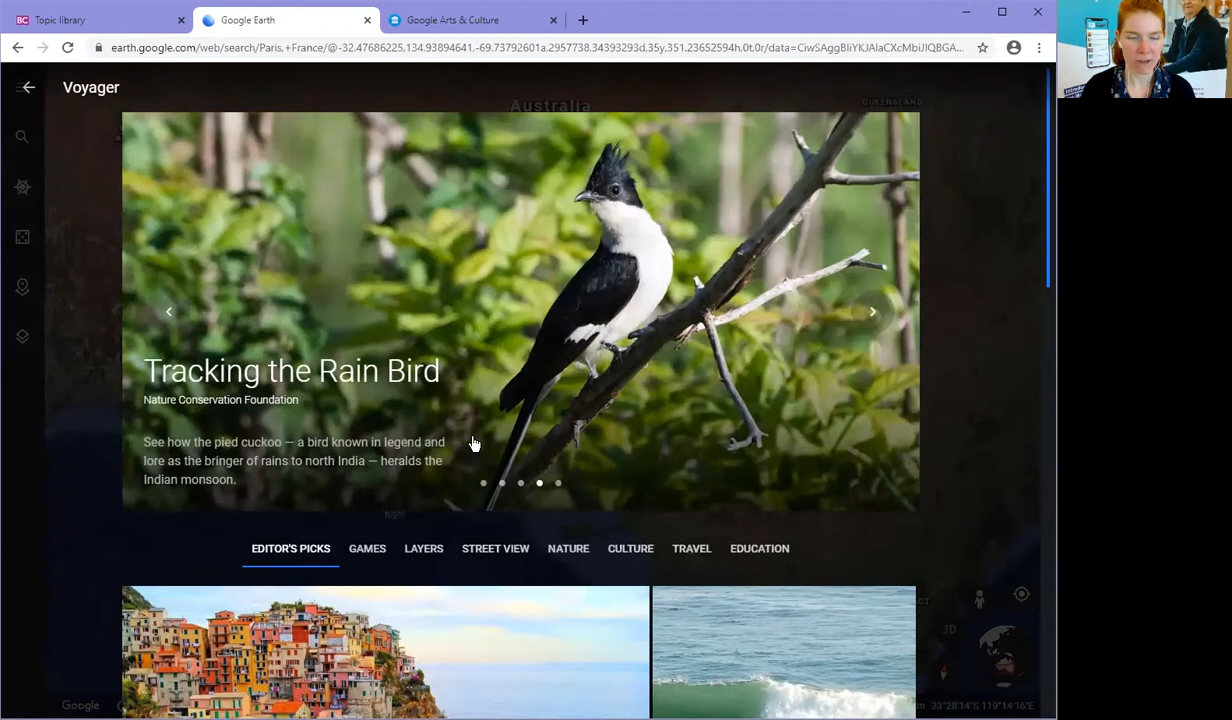 Topic library
Google Earth
Google Arts & Culture
earth.google.com/web/search/Paris,+France/@-32.47686225,134.93894641,-69.73792601a,2957738.34393293d,35y,351.23652594h,0t,0r/data=CiwSAggBIiYKJAlaCXcMbiJIQBGA...
Voyager
Australia
QUEENSLAND
Tracking the Rain Bird
Nature Conservation Foundation
See how the pied cuckoo — a bird known in legend and
lore as the bringer of rains to north India — heralds the
Indian monsoon.
EDITOR'S PICKS GAMES LAYERS STREET VIEW NATURE CULTURE TRAVEL EDUCATION
3D
Google
33°28'14"S 119°14'16"E